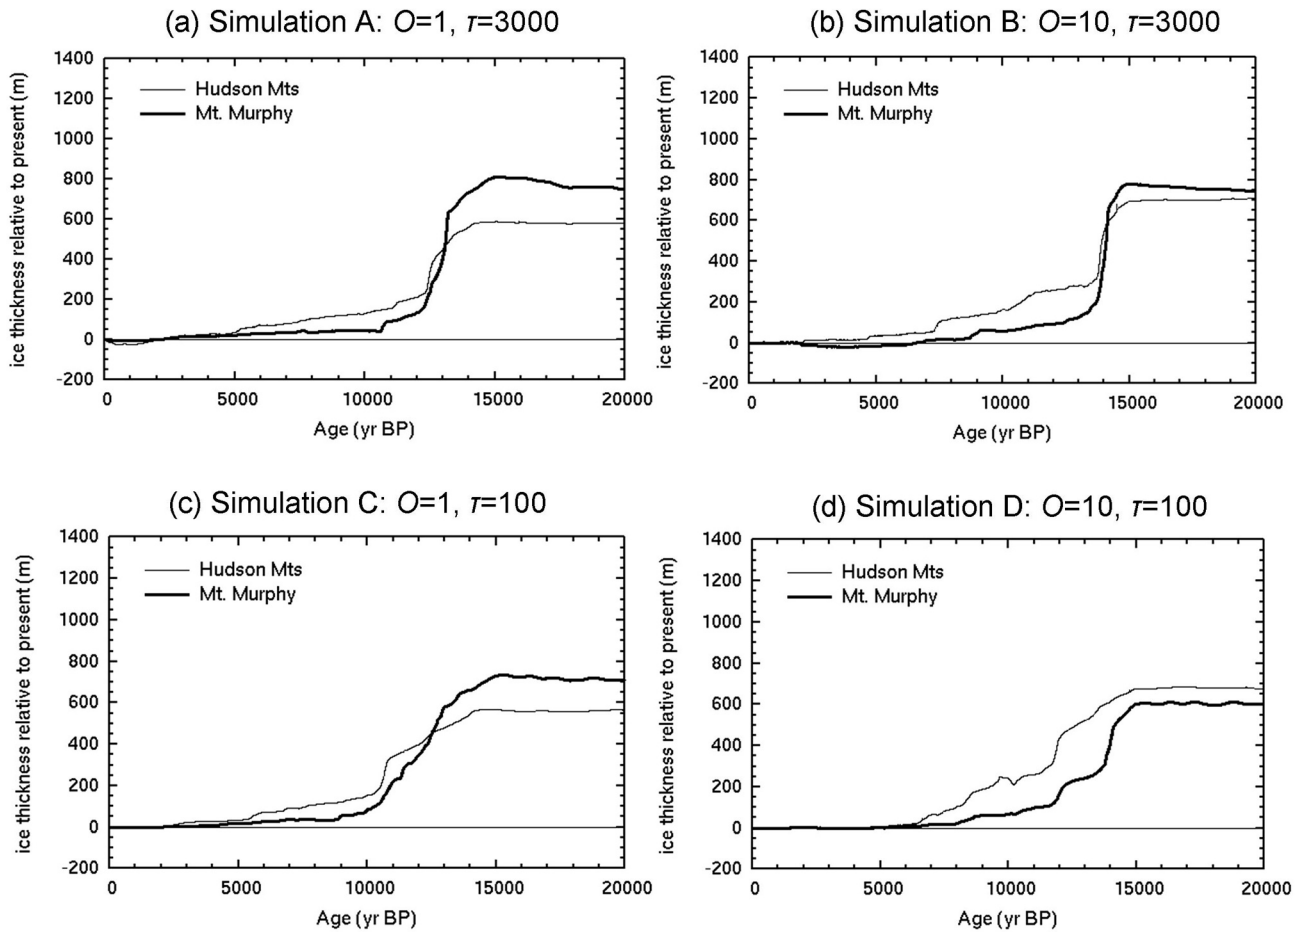 (a) Simulation A: O=1, τ=3000
1400
1200
1000
800
600
400
200
0
-200
ice thickness relative to present (m)
Hudson Mts
Mt. Murphy
0 5000 10000 15000 20000
Age (yr BP)
(b) Simulation B: O=10, τ=3000
1400
1200
1000
800
600
400
200
0
-200
ice thickness relative to present (m)
Hudson Mts
Mt. Murphy
0 5000 10000 15000 20000
Age (yr BP)
(c) Simulation C: O=1, τ=100
1400
1200
1000
800
600
400
200
0
-200
ice thickness relative to present (m)
Hudson Mts
Mt. Murphy
0 5000 10000 15000 20000
Age (yr BP)
(d) Simulation D: O=10, τ=100
1400
1200
1000
800
600
400
200
0
-200
ice thickness relative to present (m)
Hudson Mts
Mt. Murphy
0 5000 10000 15000 20000
Age (yr BP)